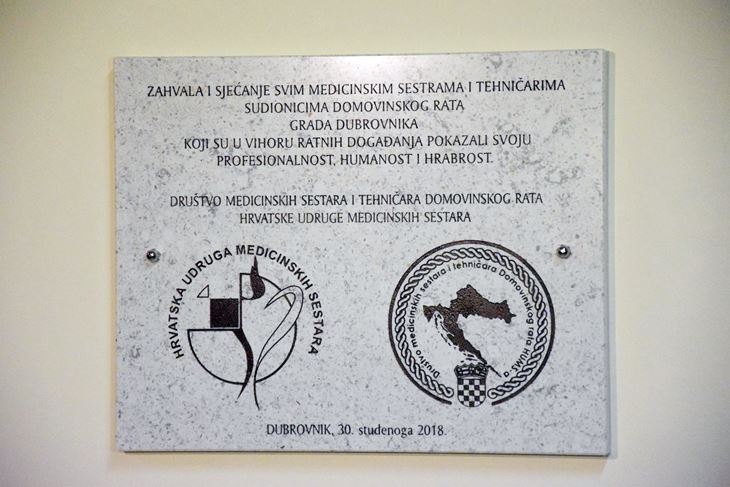 ZAHVALA I SJEĆANJE SVIM MEDICINSKIM SESTRAMA I TEHNIČARIMA
SUDIONICIMA DOMOVINSKOG RATA
GRADA DUBROVNIKA
KOJI SU U VIHORU RATNIH DOGAĐANJA POKAZALI SVOJU
PROFESIONALNOST, HUMANOST I HRABROST.
DRUŠTVO MEDICINSKIH SESTARA I TEHNIČARA DOMOVINSKOG RATA
HRVATSKE UDRUGE MEDICINSKIH SESTARA
HRVATSKA UDRUGA MEDICINSKIH SESTARA
Društvo medicinskih sestara i tehničara Domovinskog rata HUMS-a
DUBROVNIK, 30. studenoga 2018.